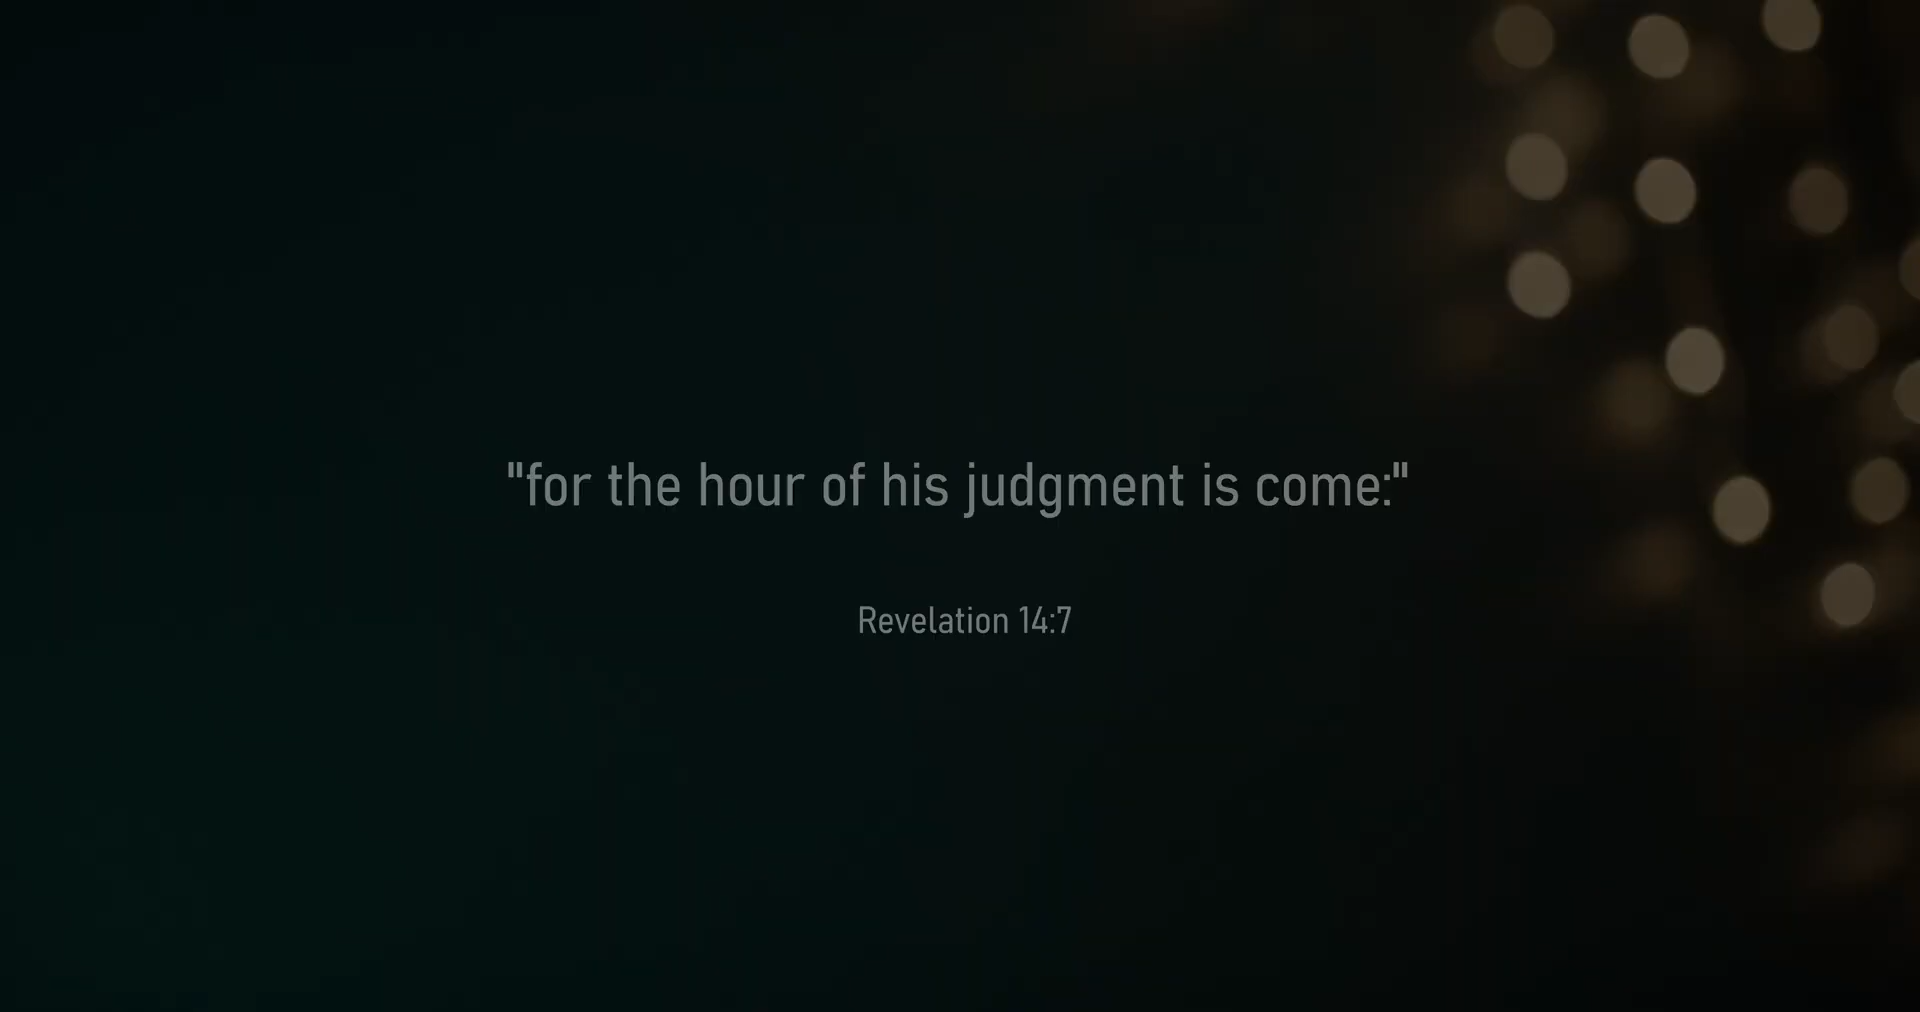 "for the hour of his judgment is come:"
Revelation 14:7